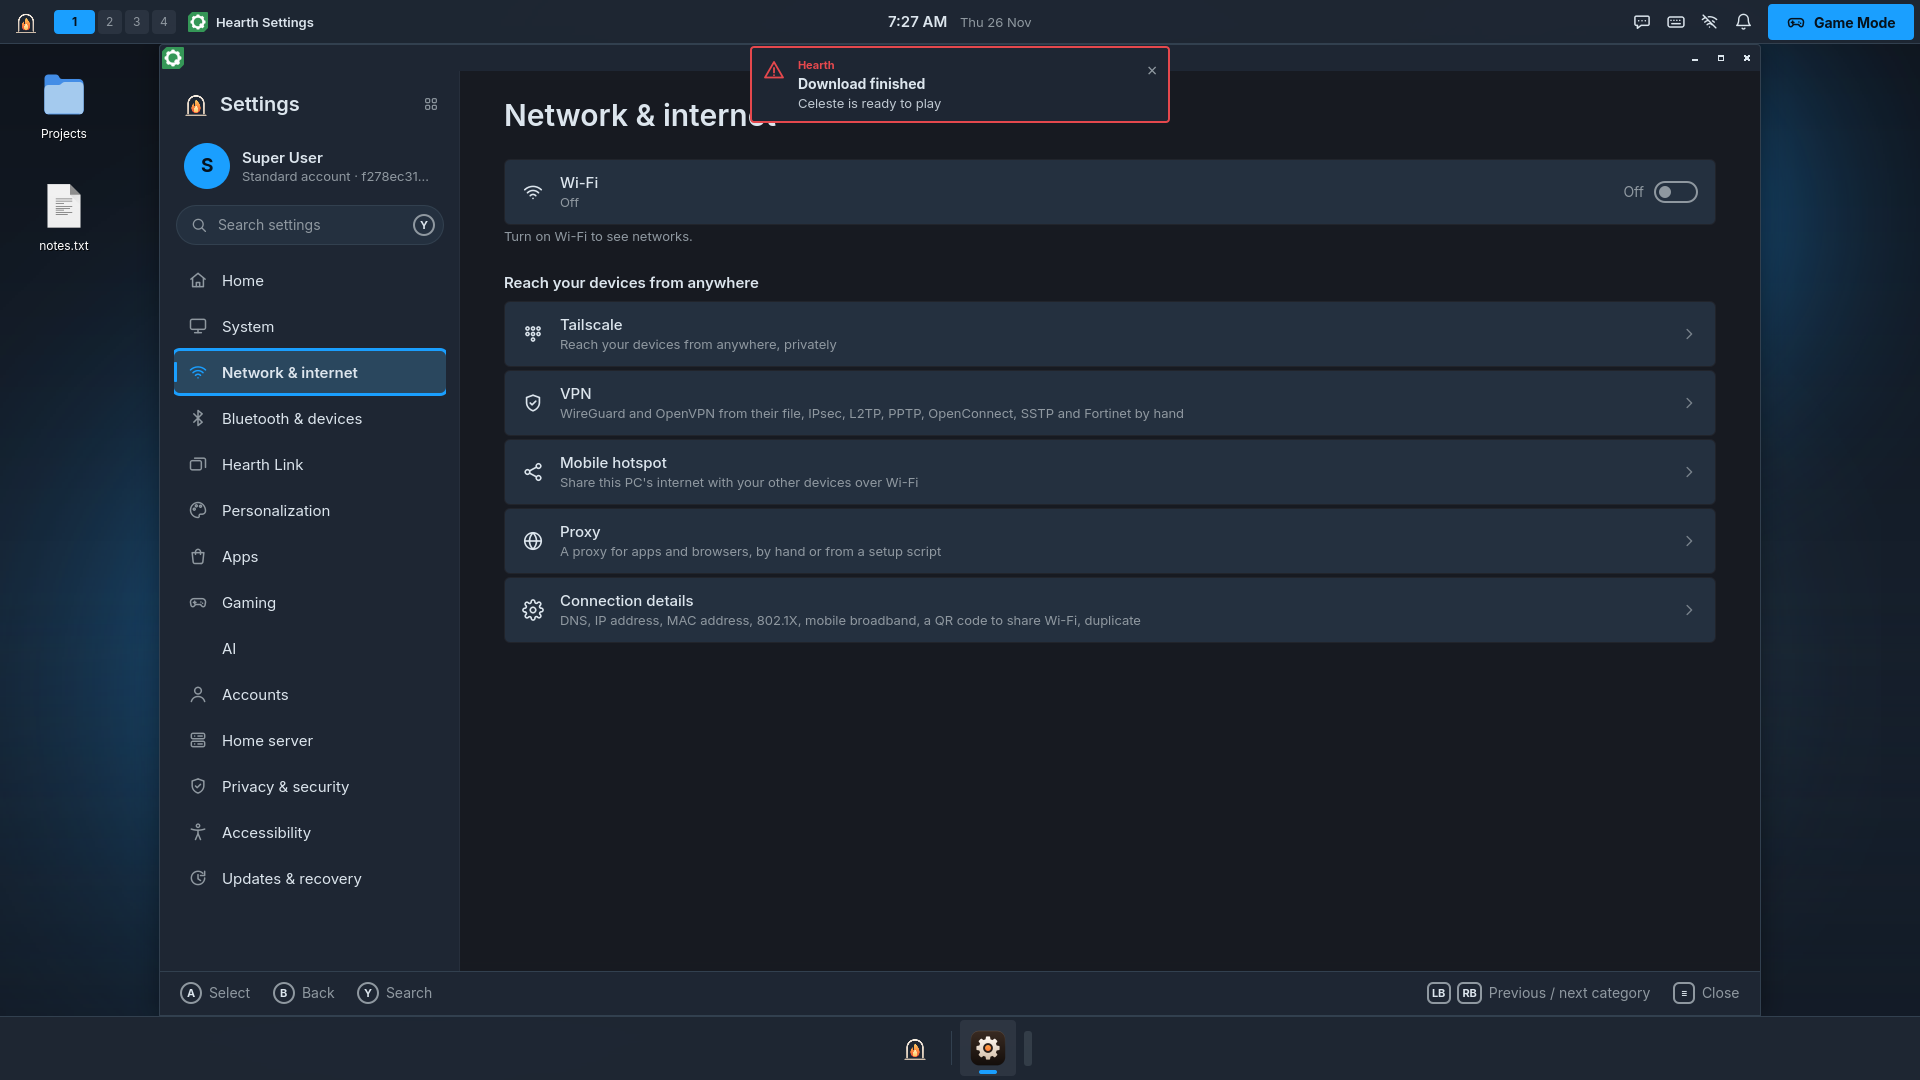 1 2 3 4 Hearth Settings
7:27 AM Thu 26 Nov
Game Mode
Projects
notes.txt
Hearth
Download finished
Celeste is ready to play
Settings
S
Super User
Standard account · f278ec31...
Search settings Y
Home
System
Network & internet
Bluetooth & devices
Hearth Link
Personalization
Apps
Gaming
AI
Accounts
Home server
Privacy & security
Accessibility
Updates & recovery
Network & internet
Wi-Fi
Off
Off
Turn on Wi-Fi to see networks.
Reach your devices from anywhere
Tailscale
Reach your devices from anywhere, privately
VPN
WireGuard and OpenVPN from their file, IPsec, L2TP, PPTP, OpenConnect, SSTP and Fortinet by hand
Mobile hotspot
Share this PC's internet with your other devices over Wi-Fi
Proxy
A proxy for apps and browsers, by hand or from a setup script
Connection details
DNS, IP address, MAC address, 802.1X, mobile broadband, a QR code to share Wi-Fi, duplicate
A Select B Back Y Search
LB RB Previous / next category Close